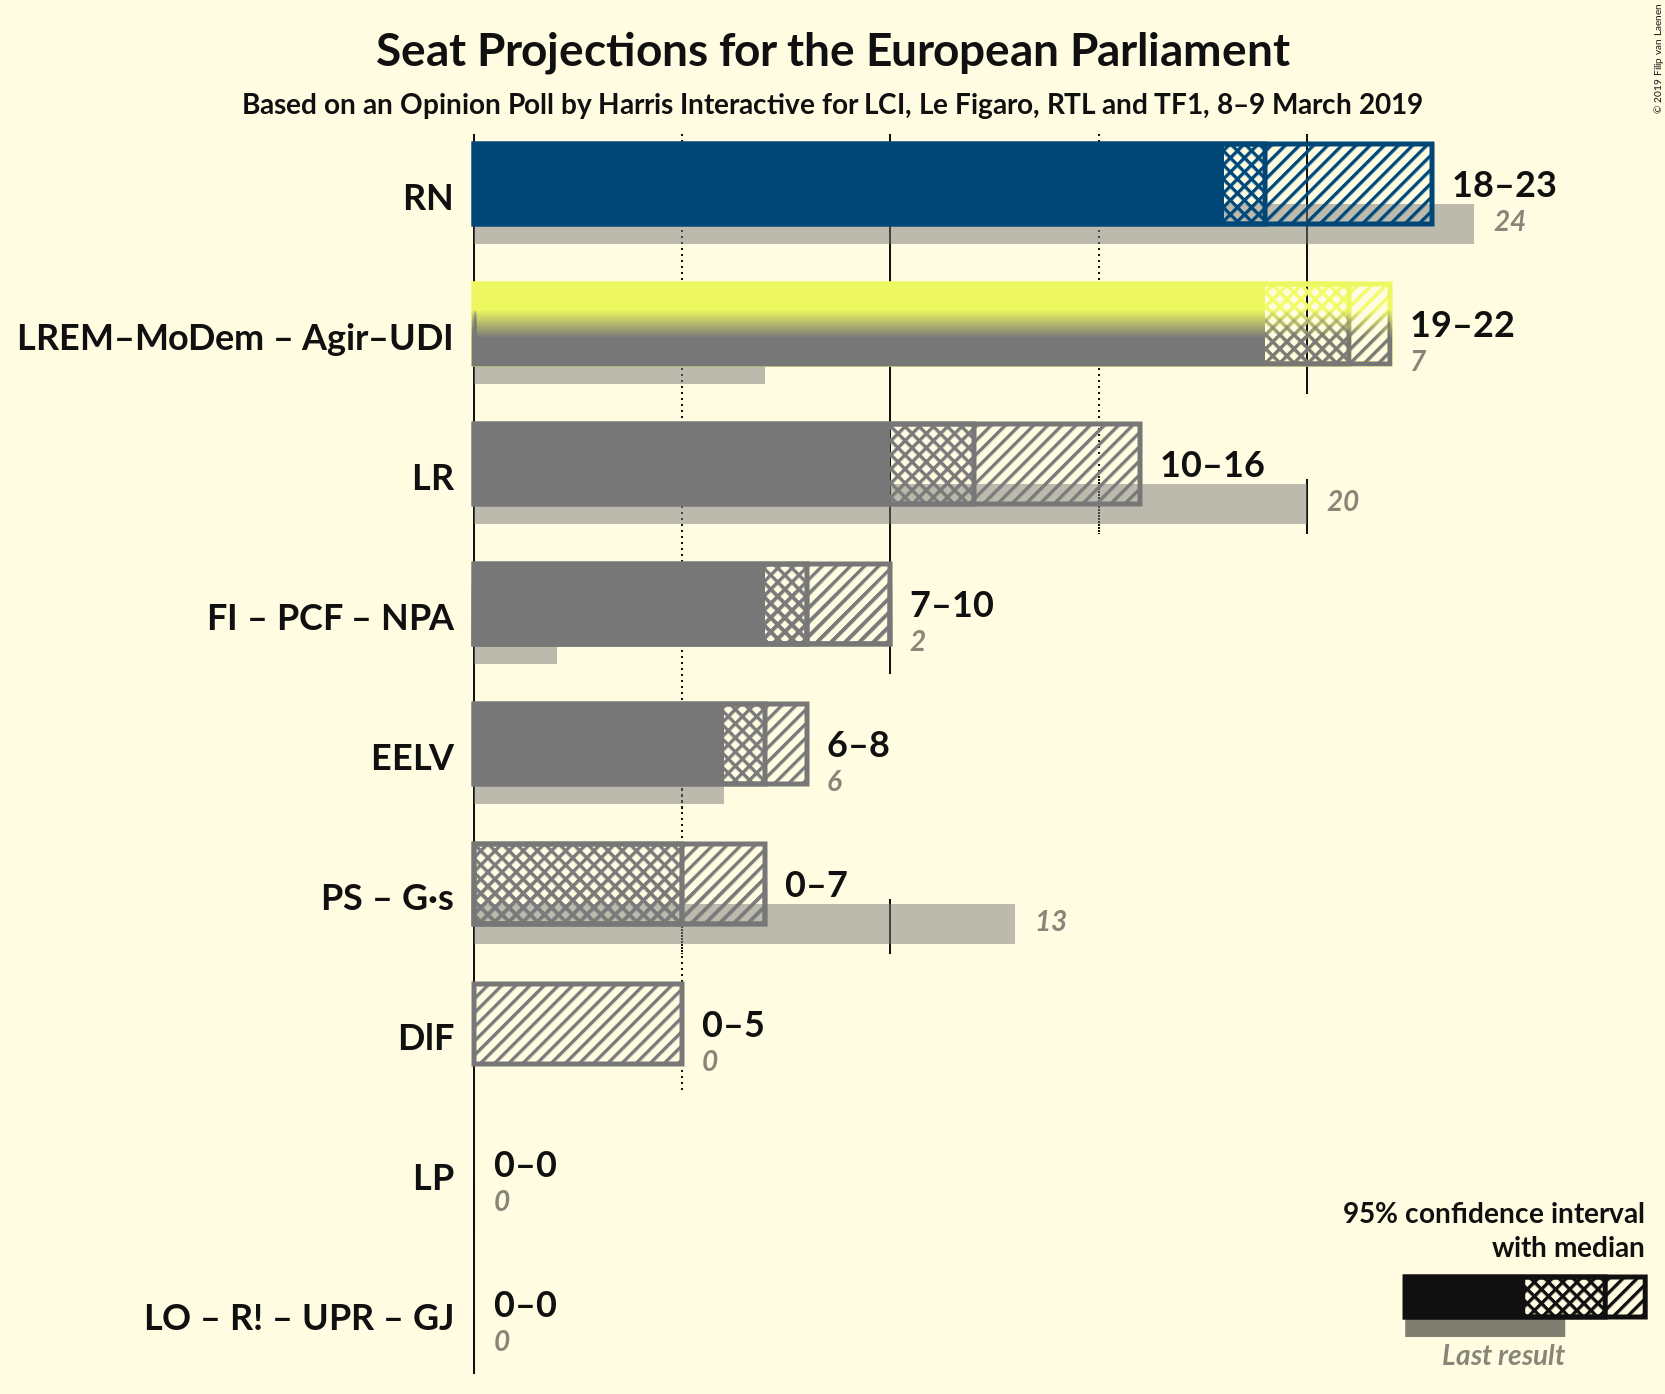 Seat Projections for the European Parliament
Based on an Opinion Poll by Harris Interactive for LCI, Le Figaro, RTL and TF1, 8–9 March 2019
© 2019 Filip van Laenen
RN
18–23
24
LREM–MoDem – Agir–UDI
19–22
7
LR
10–16
20
FI – PCF – NPA
7–10
2
EELV
6–8
6
PS – G·s
0–7
13
DlF
0–5
0
LP
0–0
0
LO – R! – UPR – GJ
0–0
0
95% confidence interval
with median
Last result